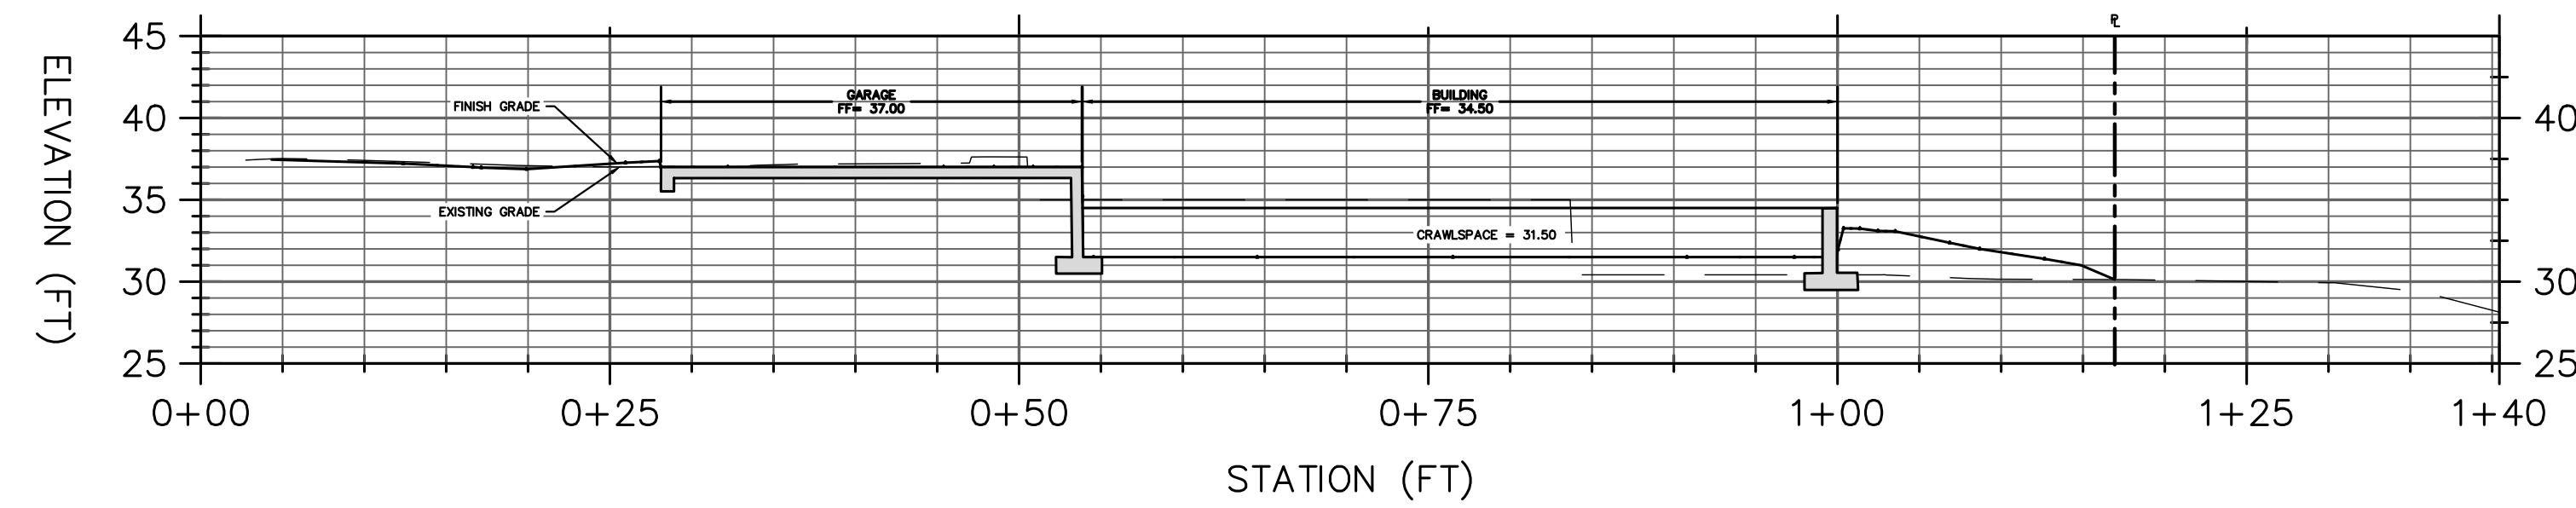 ℄
45
FINISH GRADE
GARAGE
FF= 37.00
BUILDING
FF= 34.50
40
40
35
EXISTING GRADE
CRAWLSPACE = 31.50
30
30
25
25
ELEVATION (FT)
0+00
0+25
0+50
0+75
1+00
1+25
1+40
STATION (FT)